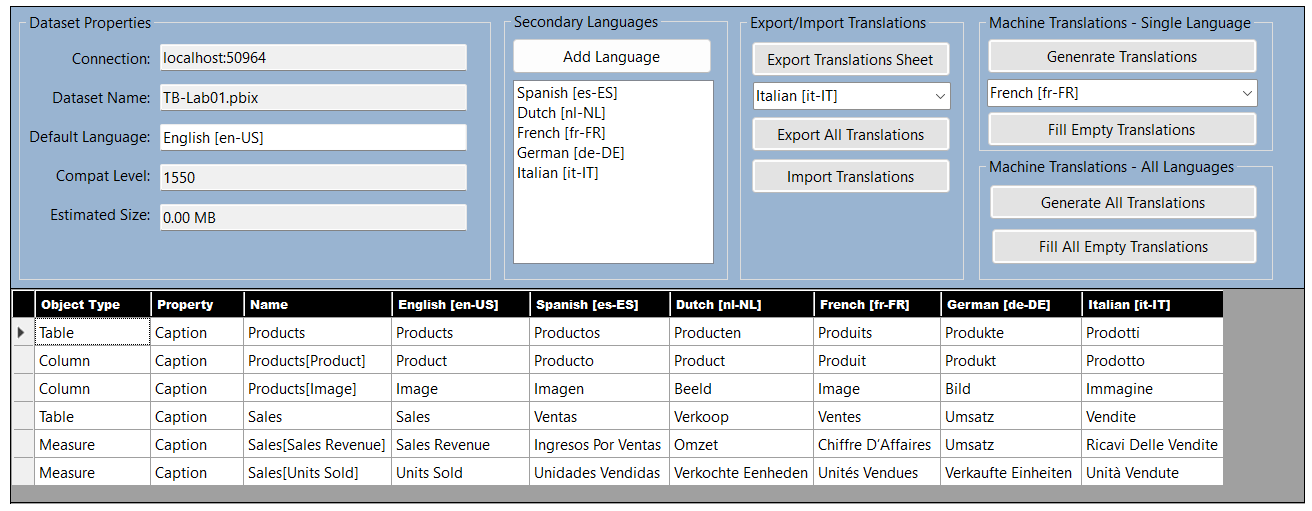 Dataset Properties
Connection: localhost:50964
Dataset Name: TB-Lab01.pbix
Default Language: English [en-US]
Compat Level: 1550
Estimated Size: 0.00 MB
Secondary Languages
Add Language
Spanish [es-ES]
Dutch [nl-NL]
French [fr-FR]
German [de-DE]
Italian [it-IT]
Export/Import Translations
Export Translations Sheet
Italian [it-IT]
Export All Translations
Import Translations
Machine Translations - Single Language
Genenrate Translations
French [fr-FR]
Fill Empty Translations
Machine Translations - All Languages
Generate All Translations
Fill All Empty Translations
Object Type Property Name English [en-US] Spanish [es-ES] Dutch [nl-NL] French [fr-FR] German [de-DE] Italian [it-IT]
Table Caption Products Products Productos Producten Produits Produkte Prodotti
Column Caption Products[Product] Product Producto Product Produit Produkt Prodotto
Column Caption Products[Image] Image Imagen Beeld Image Bild Immagine
Table Caption Sales Sales Ventas Verkoop Ventes Umsatz Vendite
Measure Caption Sales[Sales Revenue] Sales Revenue Ingresos Por Ventas Omzet Chiffre D'Affaires Umsatz Ricavi Delle Vendite
Measure Caption Sales[Units Sold] Units Sold Unidades Vendidas Verkochte Eenheden Unités Vendues Verkaufte Einheiten Unità Vendute